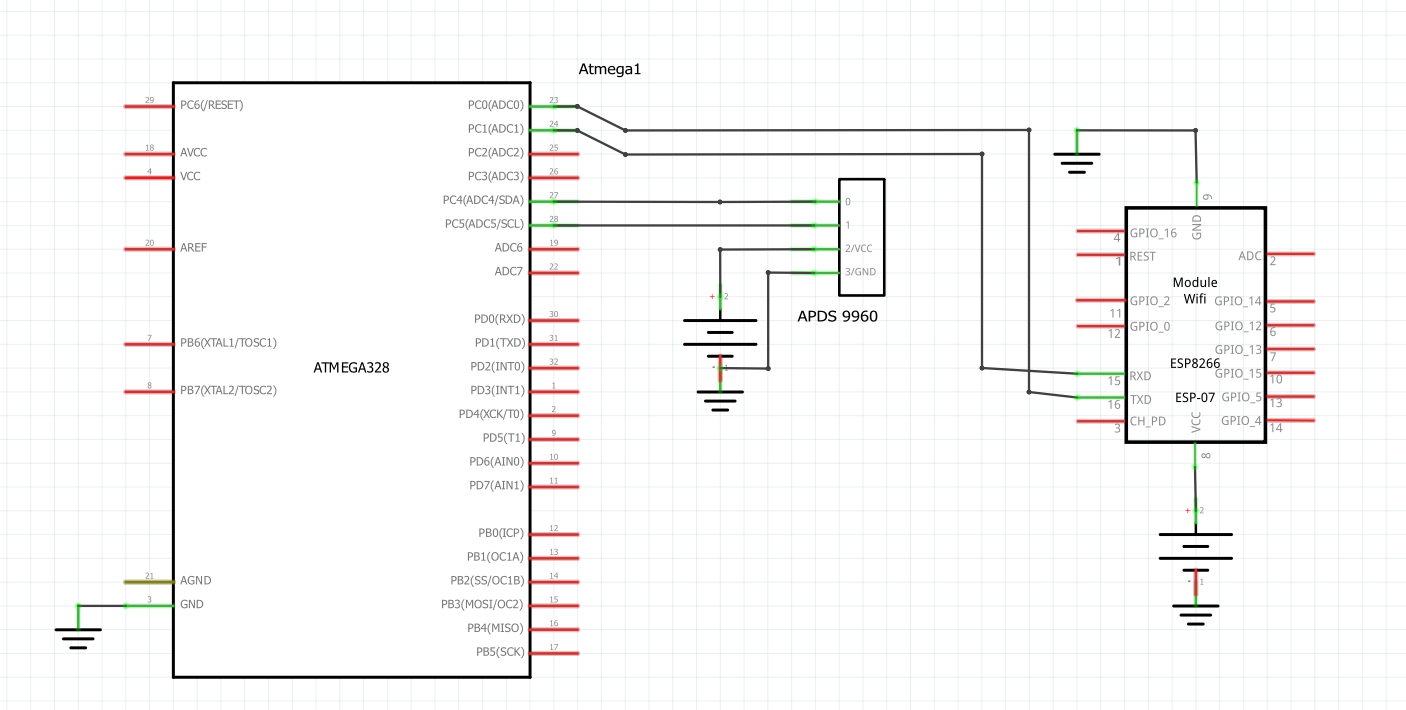 Atmega1
29
PC6(/RESET)
18
AVCC
4
VCC
20
AREF
7
PB6(XTAL1/TOSC1)
8
PB7(XTAL2/TOSC2)
21
AGND
3
GND
ATMEGA328
PC0(ADC0)
23
PC1(ADC1)
24
PC2(ADC2)
25
PC3(ADC3)
26
PC4(ADC4/SDA)
27
PC5(ADC5/SCL)
28
ADC6
19
ADC7
22
PD0(RXD)
30
PD1(TXD)
31
PD2(INT0)
32
PD3(INT1)
1
PD4(XCK/T0)
2
PD5(T1)
9
PD6(AIN0)
10
PD7(AIN1)
11
PB0(ICP)
12
PB1(OC1A)
13
PB2(SS/OC1B)
14
PB3(MOSI/OC2)
15
PB4(MISO)
16
PB5(SCK)
17
0
1
2/VCC
3/GND
APDS 9960
+ 2
- 1
9
GND
4
GPIO_16
1
REST
11
GPIO_2
12
GPIO_0
15
RXD
16
TXD
3
CH_PD
Module
Wifi
ESP8266
ESP-07
ADC
2
GPIO_14
5
GPIO_12
6
GPIO_13
7
GPIO_15
10
GPIO_5
13
GPIO_4
14
VCC
8
+ 2
- 1